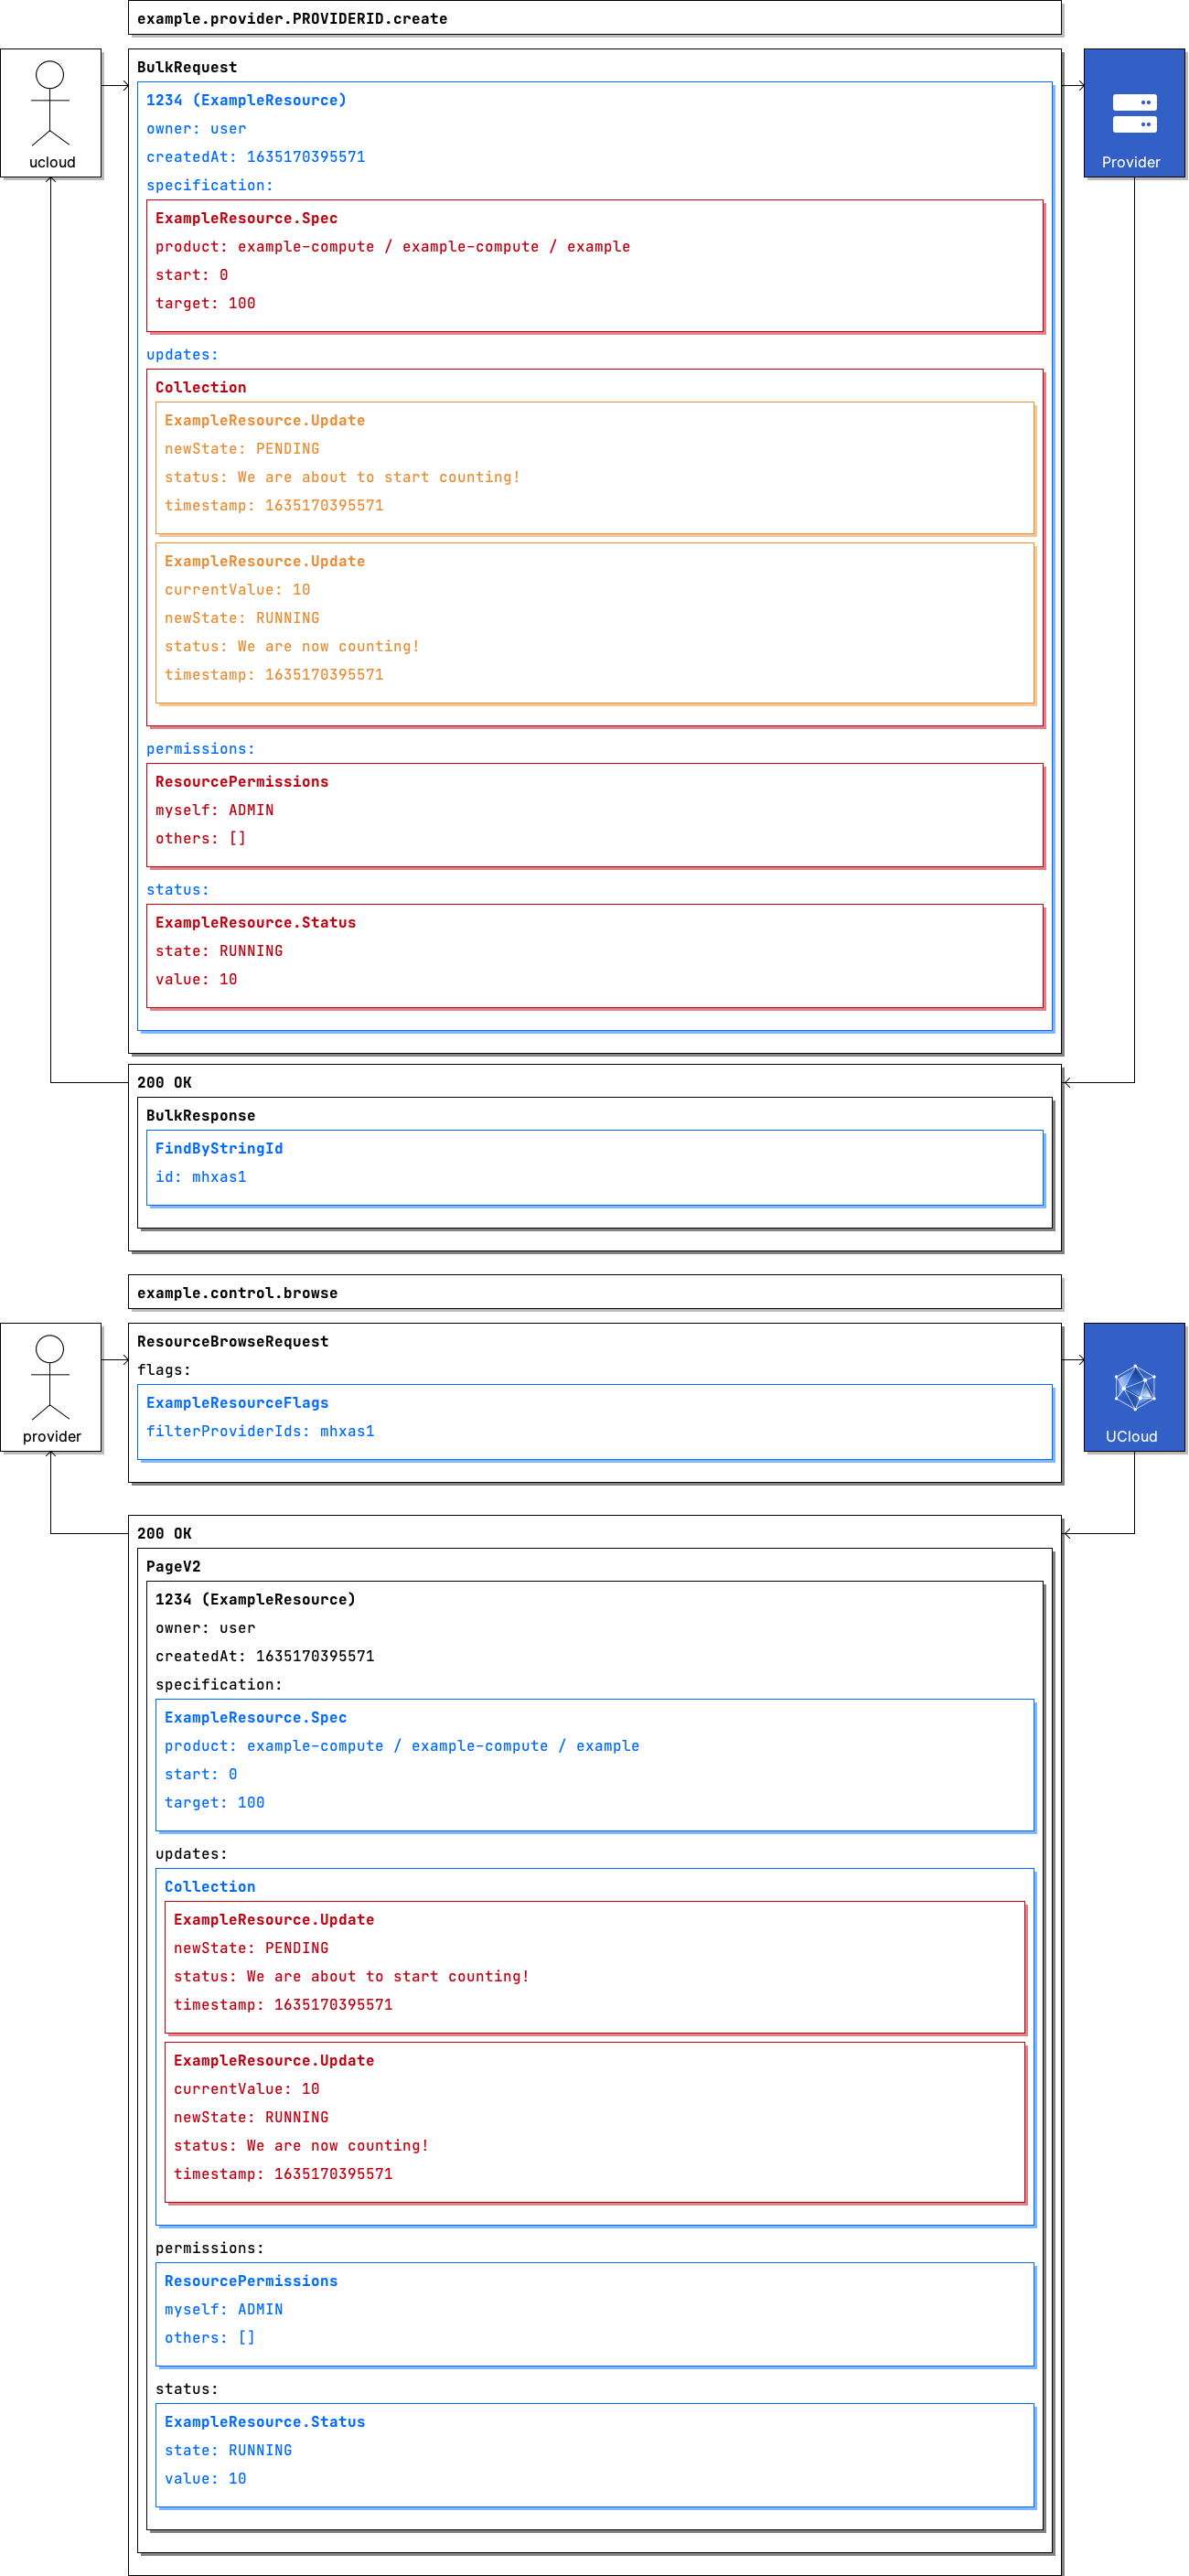 example.provider.PROVIDERID.create
BulkRequest
1234 (ExampleResource)
owner: user
createdAt: 1635170395571
specification:
ExampleResource.Spec
product: example-compute / example-compute / example
start: 0
target: 100
updates:
Collection
ExampleResource.Update
newState: PENDING
status: We are about to start counting!
timestamp: 1635170395571
ExampleResource.Update
currentValue: 10
newState: RUNNING
status: We are now counting!
timestamp: 1635170395571
permissions:
ResourcePermissions
myself: ADMIN
others: []
status:
ExampleResource.Status
state: RUNNING
value: 10
ucloud
Provider
200 OK
BulkResponse
FindByStringId
id: mhxas1
example.control.browse
ResourceBrowseRequest
flags:
ExampleResourceFlags
filterProviderIds: mhxas1
provider
UCloud
200 OK
PageV2
1234 (ExampleResource)
owner: user
createdAt: 1635170395571
specification:
ExampleResource.Spec
product: example-compute / example-compute / example
start: 0
target: 100
updates:
Collection
ExampleResource.Update
newState: PENDING
status: We are about to start counting!
timestamp: 1635170395571
ExampleResource.Update
currentValue: 10
newState: RUNNING
status: We are now counting!
timestamp: 1635170395571
permissions:
ResourcePermissions
myself: ADMIN
others: []
status:
ExampleResource.Status
state: RUNNING
value: 10